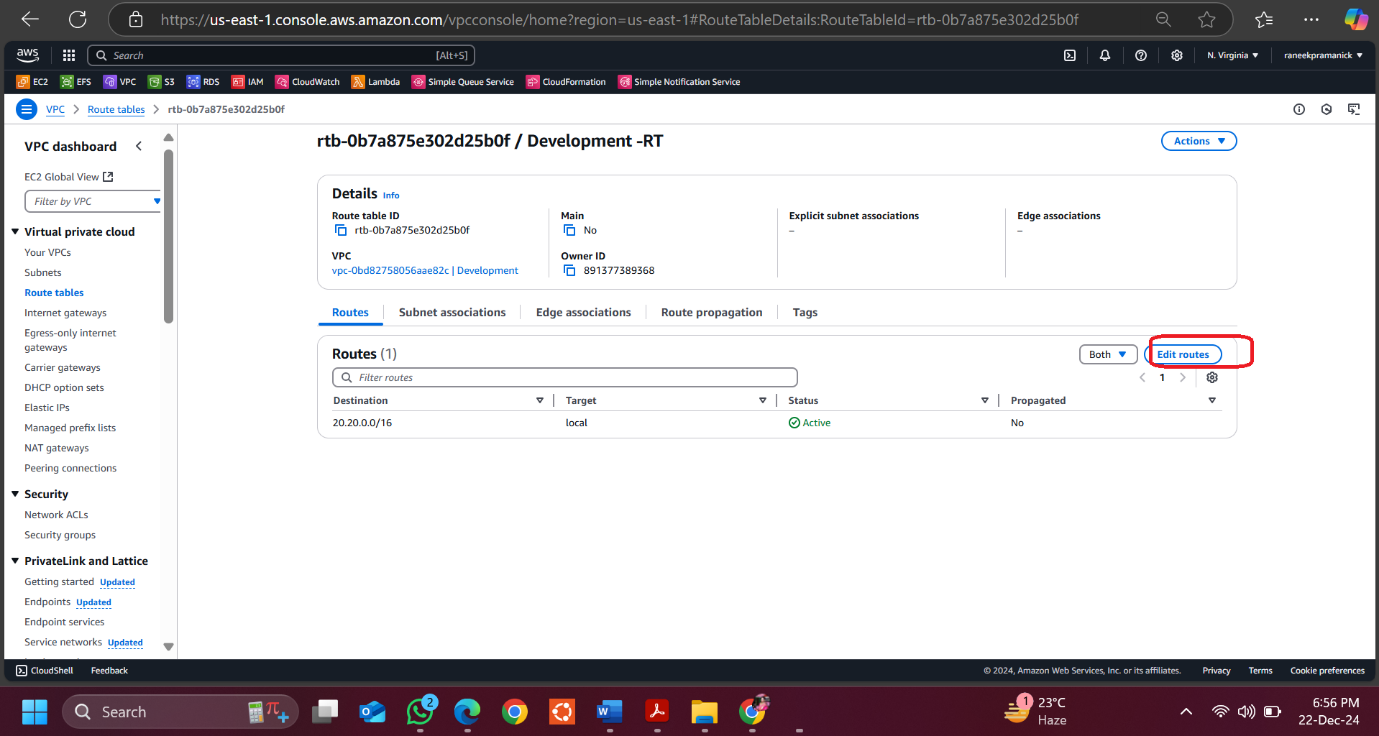 https://us-east-1.console.aws.amazon.com/vpcconsole/home?region=us-east-1#RouteTableDetails:RouteTableId=rtb-0b7a875e302d25b0f
aws Search [Alt+S] N. Virginia raneekpramanick
EC2 EFS VPC S3 RDS IAM CloudWatch Lambda Simple Queue Service CloudFormation Simple Notification Service
VPC Route tables rtb-0b7a875e302d25b0f
VPC dashboard
EC2 Global View
Filter by VPC
Virtual private cloud
Your VPCs
Subnets
Route tables
Internet gateways
Egress-only internet
gateways
Carrier gateways
DHCP option sets
Elastic IPs
Managed prefix lists
NAT gateways
Peering connections
Security
Network ACLs
Security groups
PrivateLink and Lattice
Getting started Updated
Endpoints Updated
Endpoint services
Service networks Updated
rtb-0b7a875e302d25b0f / Development -RT
Actions
Details Info
Route table ID
rtb-0b7a875e302d25b0f
Main
No
Explicit subnet associations
–
Edge associations
–
VPC
vpc-0bd82758056aae82c | Development
Owner ID
891377389368
Routes Subnet associations Edge associations Route propagation Tags
Routes (1)
Both Edit routes
Filter routes
1
Destination Target Status Propagated
20.20.0.0/16 local Active No
CloudShell Feedback © 2024, Amazon Web Services, Inc. or its affiliates. Privacy Terms Cookie preferences
Search
2
1
23°C
Haze
6:56 PM
22-Dec-24